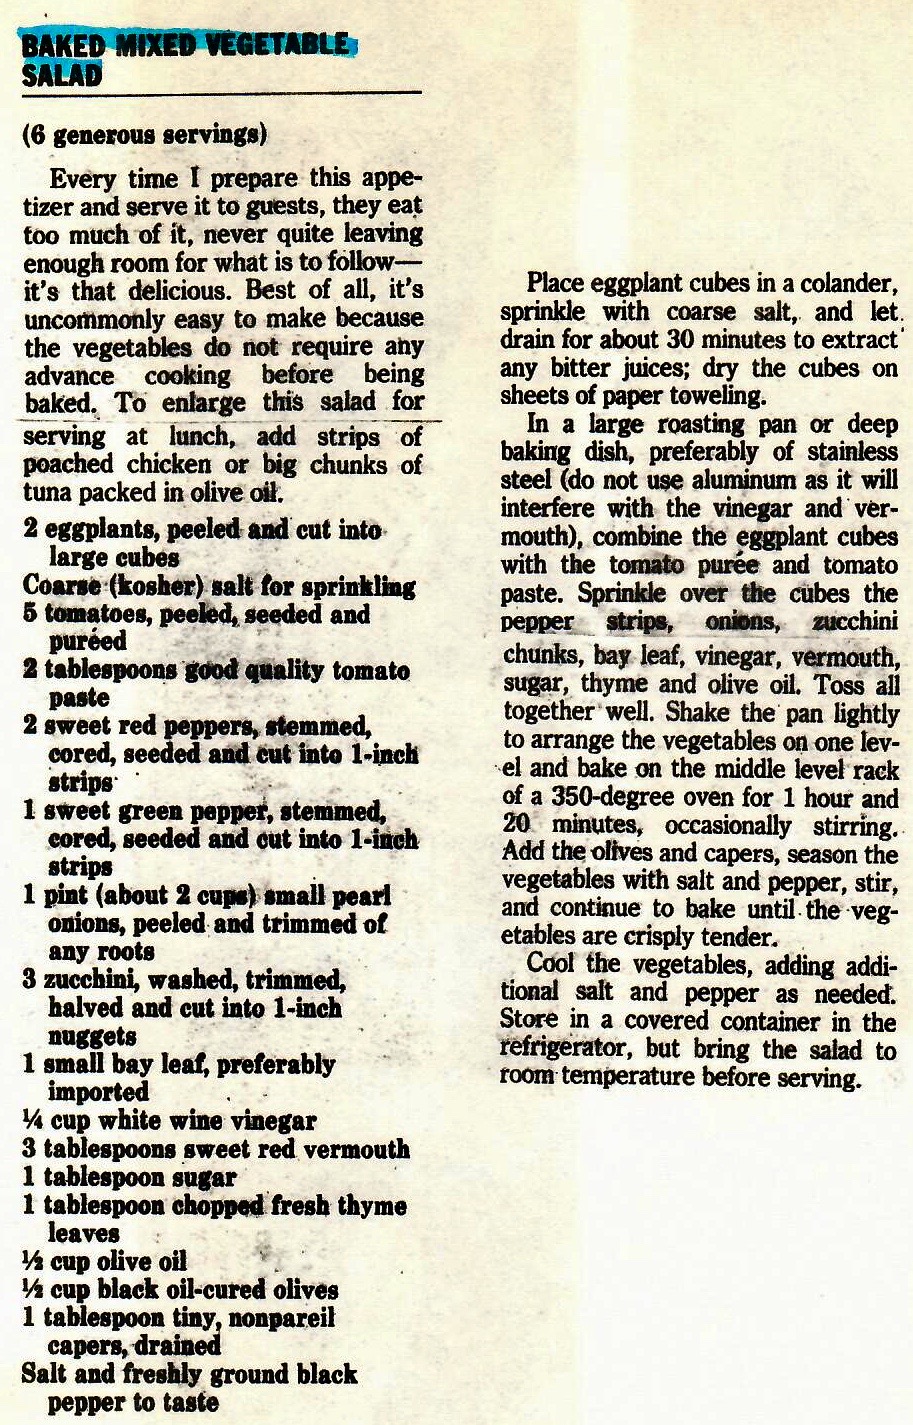 BAKED MIXED VEGETABLE
SALAD
(6 generous servings)
Every time I prepare this appe-
tizer and serve it to guests, they eat
too much of it, never quite leaving
enough room for what is to follow—
it's that delicious. Best of all, it's
uncommonly easy to make because
the vegetables do not require any
advance cooking before being
baked. To enlarge this salad for
serving at lunch, add strips of
poached chicken or big chunks of
tuna packed in olive oil.
2 eggplants, peeled and cut into
large cubes
Coarse (kosher) salt for sprinkling
5 tomatoes, peeled, seeded and
puréed
2 tablespoons good quality tomato
paste
2 sweet red peppers, stemmed,
cored, seeded and cut into 1-inch
strips
1 sweet green pepper, stemmed,
cored, seeded and cut into 1-inch
strips
1 pint (about 2 cups) small pearl
onions, peeled and trimmed of
any roots
3 zucchini, washed, trimmed,
halved and cut into 1-inch
nuggets
1 small bay leaf, preferably
imported
¼ cup white wine vinegar
3 tablespoons sweet red vermouth
1 tablespoon sugar
1 tablespoon chopped fresh thyme
leaves
½ cup olive oil
½ cup black oil-cured olives
1 tablespoon tiny, nonpareil
capers, drained
Salt and freshly ground black
pepper to taste
Place eggplant cubes in a colander,
sprinkle with coarse salt, and let
drain for about 30 minutes to extract
any bitter juices; dry the cubes on
sheets of paper toweling.
In a large roasting pan or deep
baking dish, preferably of stainless
steel (do not use aluminum as it will
interfere with the vinegar and ver-
mouth), combine the eggplant cubes
with the tomato purée and tomato
paste. Sprinkle over the cubes the
pepper strips, onions, zucchini
chunks, bay leaf, vinegar, vermouth,
sugar, thyme and olive oil. Toss all
together well. Shake the pan lightly
to arrange the vegetables on one lev-
el and bake on the middle level rack
of a 350-degree oven for 1 hour and
20 minutes, occasionally stirring.
Add the olives and capers, season the
vegetables with salt and pepper, stir,
and continue to bake until the veg-
etables are crisply tender.
Cool the vegetables, adding addi-
tional salt and pepper as needed.
Store in a covered container in the
refrigerator, but bring the salad to
room temperature before serving.